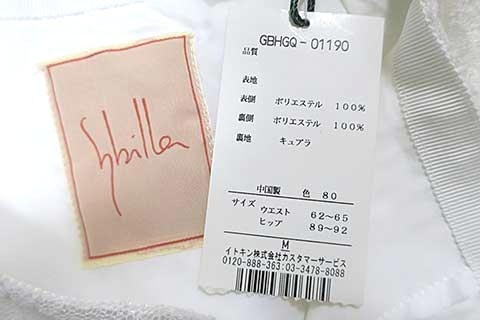 Sybilla
GBHGQ-01190
品質
表地
表側 ポリエステル 100%
裏側 ポリエステル 100%
裏地 キュプラ
中国製 色 80
サイズ ウエスト 62~65
ヒップ 89~92
M
イトキン株式会社カスタマーサービス
0120-888-363:03-3478-8088